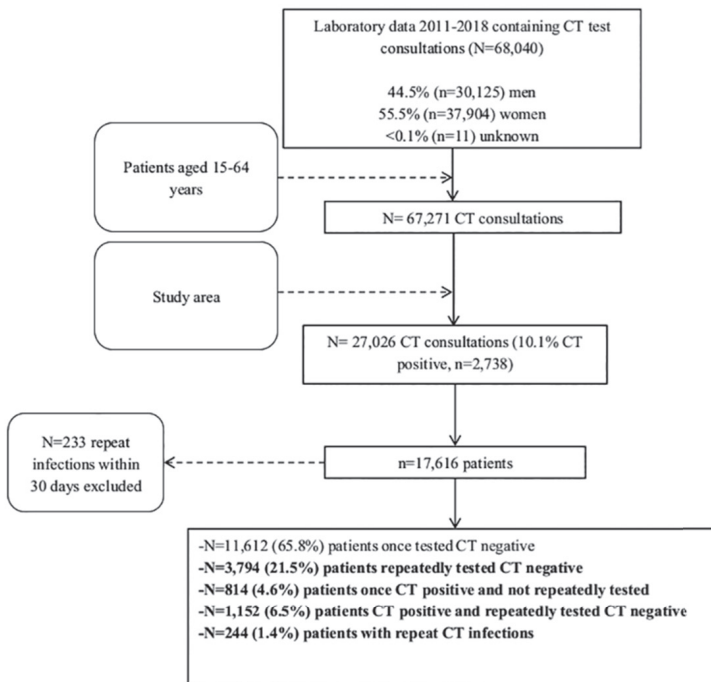 Laboratory data 2011-2018 containing CT test
consultations (N=68,040)
44.5% (n=30,125) men
55.5% (n=37,904) women
<0.1% (n=11) unknown
Patients aged 15-64
years
N= 67,271 CT consultations
Study area
N= 27,026 CT consultations (10.1% CT
positive, n=2,738)
N=233 repeat
infections within
30 days excluded
n=17,616 patients
-N=11,612 (65.8%) patients once tested CT negative
-N=3,794 (21.5%) patients repeatedly tested CT negative
-N=814 (4.6%) patients once CT positive and not repeatedly tested
-N=1,152 (6.5%) patients CT positive and repeatedly tested CT negative
-N=244 (1.4%) patients with repeat CT infections